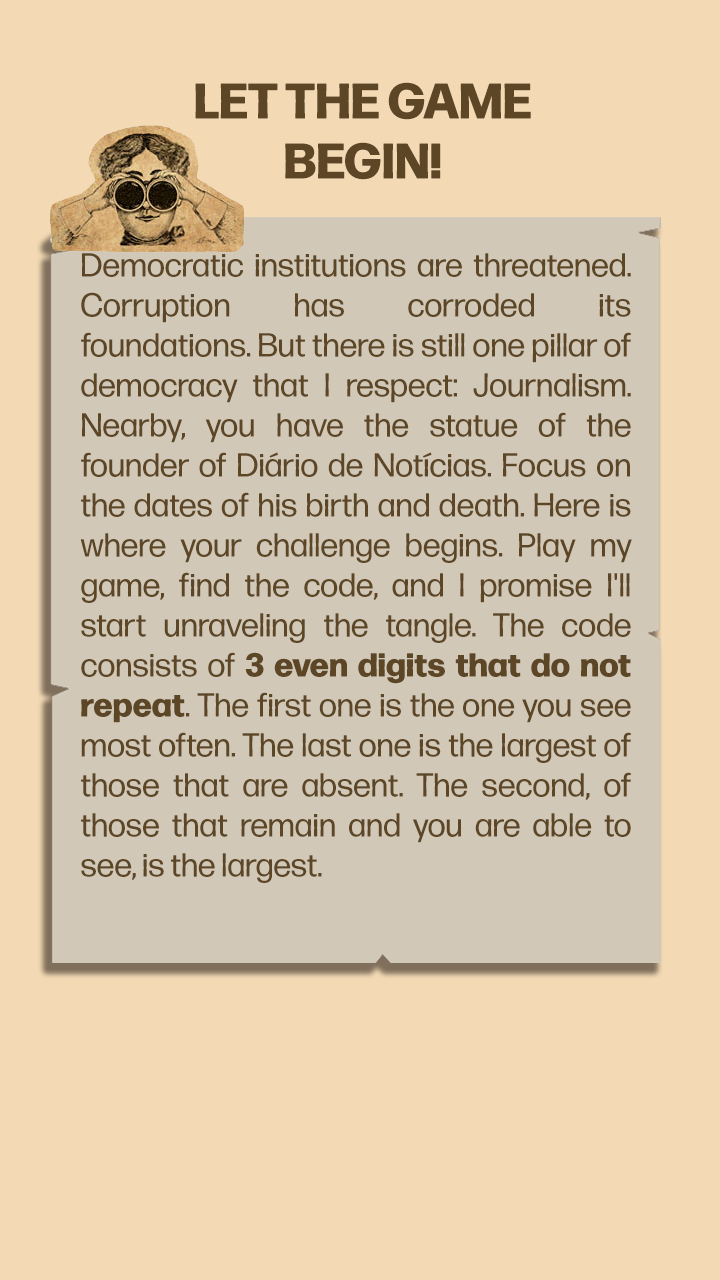 LET THE GAME
BEGIN!
Democratic institutions are threatened.
Corruption has corroded its
foundations. But there is still one pillar of
democracy that I respect: Journalism.
Nearby, you have the statue of the
founder of Diário de Notícias. Focus on
the dates of his birth and death. Here is
where your challenge begins. Play my
game, find the code, and I promise I'll
start unraveling the tangle. The code
consists of 3 even digits that do not
repeat. The first one is the one you see
most often. The last one is the largest of
those that are absent. The second, of
those that remain and you are able to
see, is the largest.